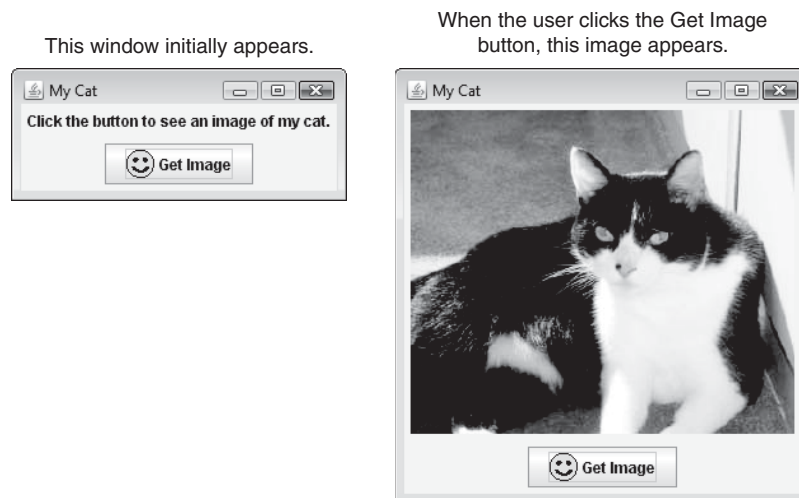 This window initially appears.
My Cat
Click the button to see an image of my cat.
Get Image
When the user clicks the Get Image
button, this image appears.
My Cat
Get Image